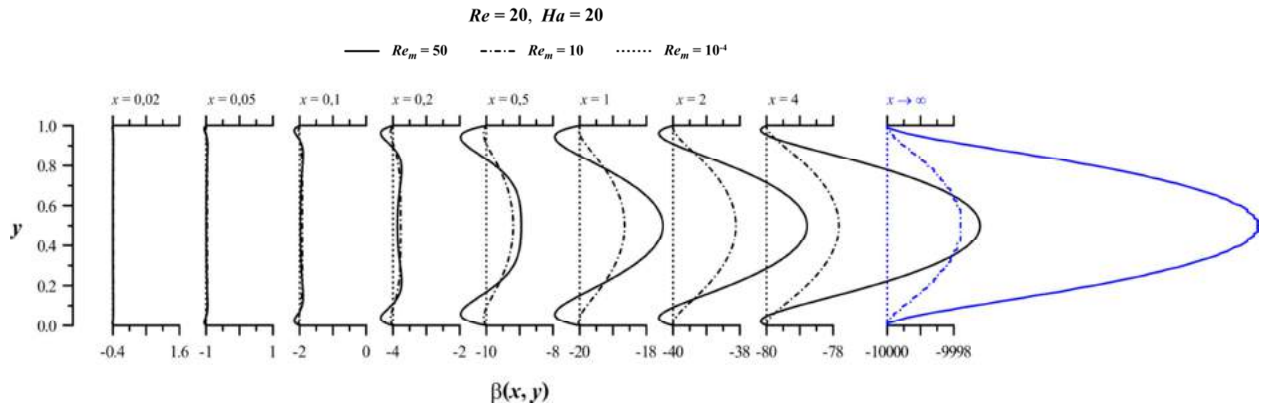 Re = 20, Ha = 20
Re_m = 50 Re_m = 10 Re_m = 10^-4
x = 0,02 x = 0,05 x = 0,1 x = 0,2 x = 0,5 x = 1 x = 2 x = 4 x → ∞
1.0
0.8
0.6
y
0.4
0.2
0.0
-0.4 1.6 -1 1 -2 0 -4 -2 -10 -8 -20 -18 -40 -38 -80 -78 -10000 -9998
β(x, y)